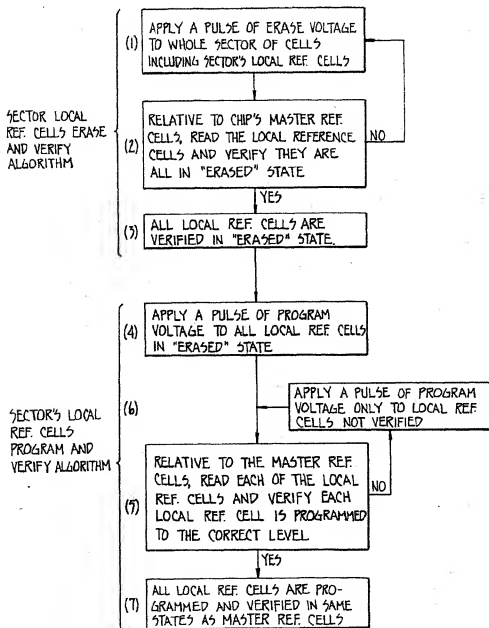 (1)
APPLY A PULSE OF ERASE VOLTAGE
TO WHOLE SECTOR OF CELLS
INCLUDING SECTOR'S LOCAL REF. CELLS
SECTOR LOCAL
REF. CELLS ERASE
AND VERIFY
ALGORITHM
(2)
RELATIVE TO CHIP'S MASTER REF.
CELLS, READ THE LOCAL REFERENCE
CELLS AND VERIFY THEY ARE
ALL IN "ERASED" STATE
NO
YES
(3)
ALL LOCAL REF. CELLS ARE
VERIFIED IN "ERASED" STATE.
(4)
APPLY A PULSE OF PROGRAM
VOLTAGE TO ALL LOCAL REF. CELLS
IN "ERASED" STATE
(6)
APPLY A PULSE OF PROGRAM
VOLTAGE ONLY TO LOCAL REF.
CELLS NOT VERIFIED
SECTOR'S LOCAL
REF. CELLS
PROGRAM AND
VERIFY ALGORITHM
(5)
RELATIVE TO THE MASTER REF.
CELLS, READ EACH OF THE LOCAL
REF. CELLS AND VERIFY EACH
LOCAL REF. CELL IS PROGRAMMED
TO THE CORRECT LEVEL
NO
YES
(7)
ALL LOCAL REF. CELLS ARE PRO-
GRAMMED AND VERIFIED IN SAME
STATES AS MASTER REF. CELLS